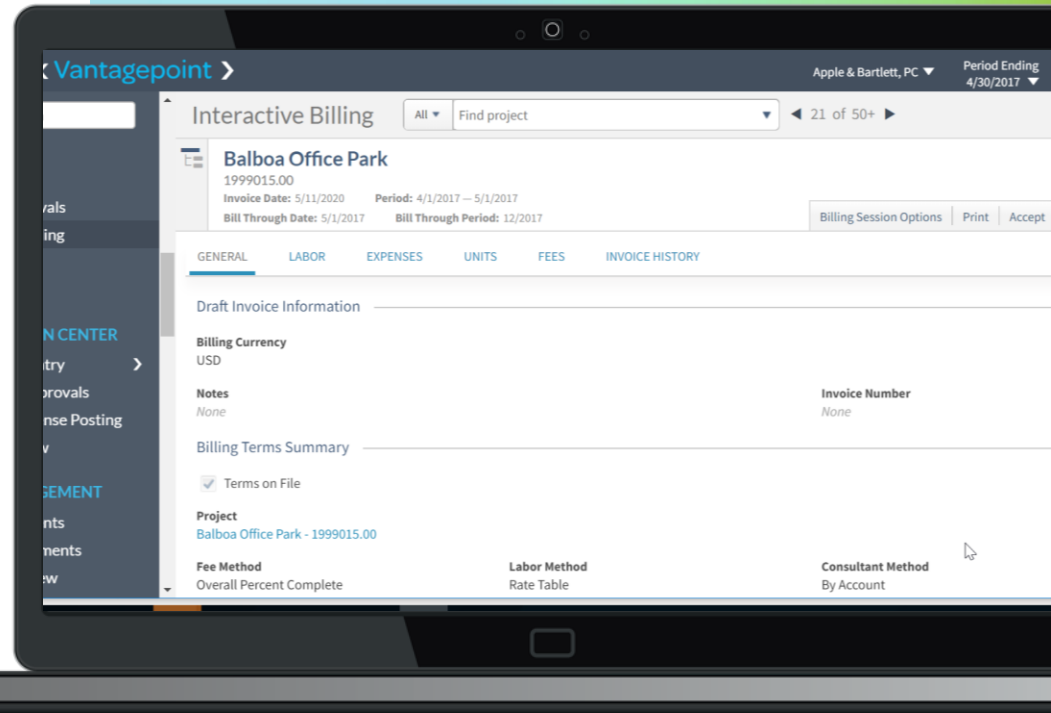 ‹ Vantagepoint ›
Apple & Bartlett, PC ▼
Period Ending
4/30/2017 ▼
Interactive Billing
All ▼
Find project
◀ 21 of 50+ ▶
Balboa Office Park
1999015.00
Invoice Date: 5/11/2020 Period: 4/1/2017 — 5/1/2017
Bill Through Date: 5/1/2017 Bill Through Period: 12/2017
Billing Session Options | Print | Accept
GENERAL LABOR EXPENSES UNITS FEES INVOICE HISTORY
Draft Invoice Information
Billing Currency
USD
Notes
None
Invoice Number
None
Billing Terms Summary
Terms on File
Project
Balboa Office Park - 1999015.00
Fee Method
Overall Percent Complete
Labor Method
Rate Table
Consultant Method
By Account
vals
ing
N CENTER
try
provals
nse Posting
w
GEMENT
nts
ments
ew